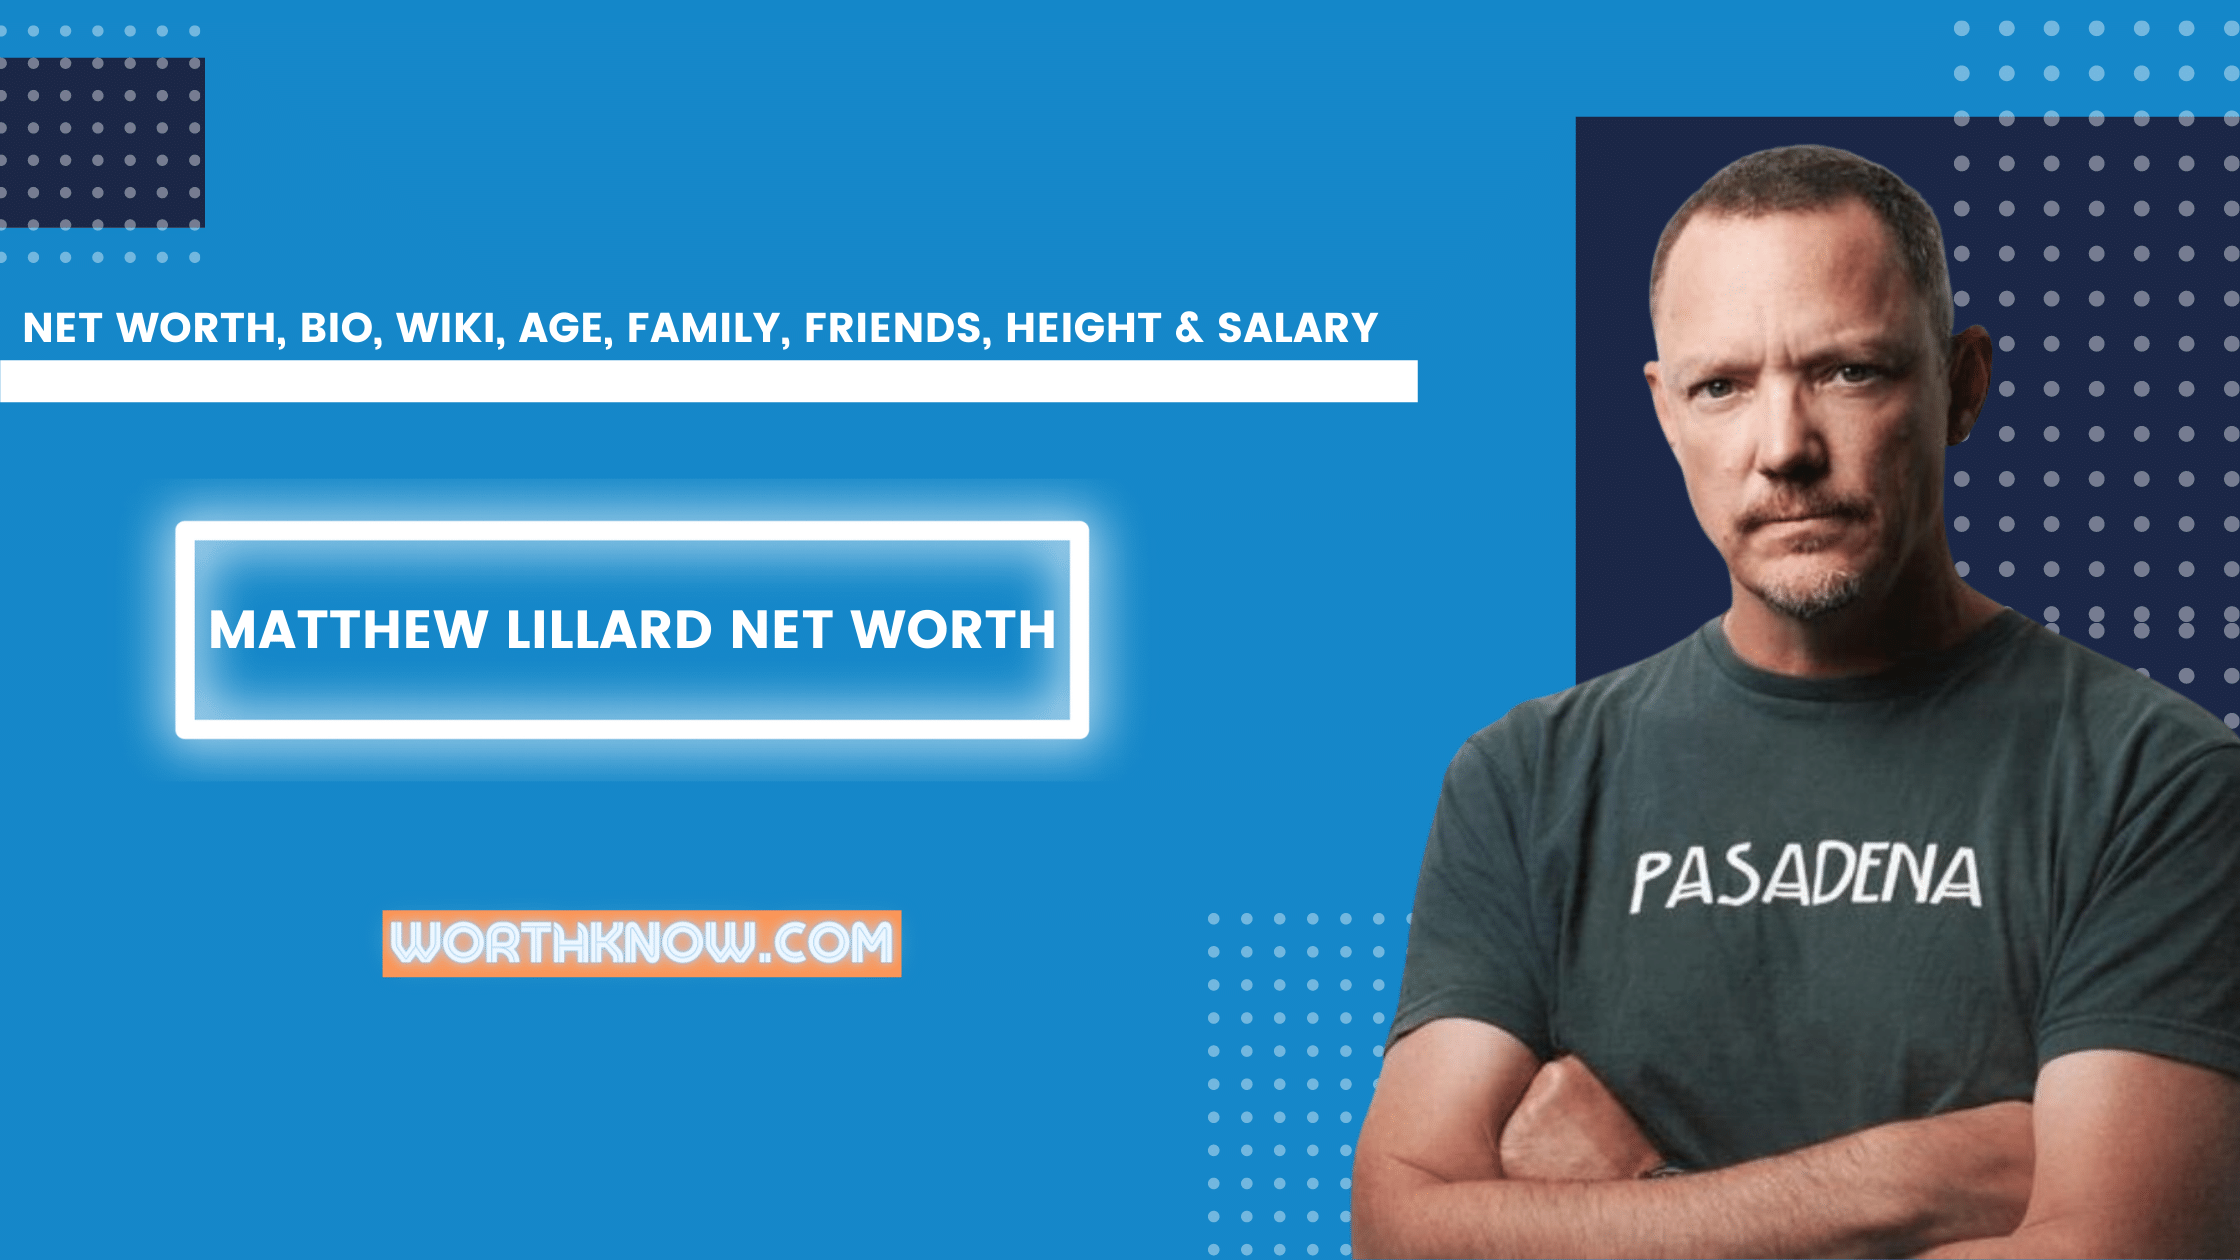 NET WORTH, BIO, WIKI, AGE, FAMILY, FRIENDS, HEIGHT & SALARY
MATTHEW LILLARD NET WORTH
WORTHKNOW.COM
PASADENA